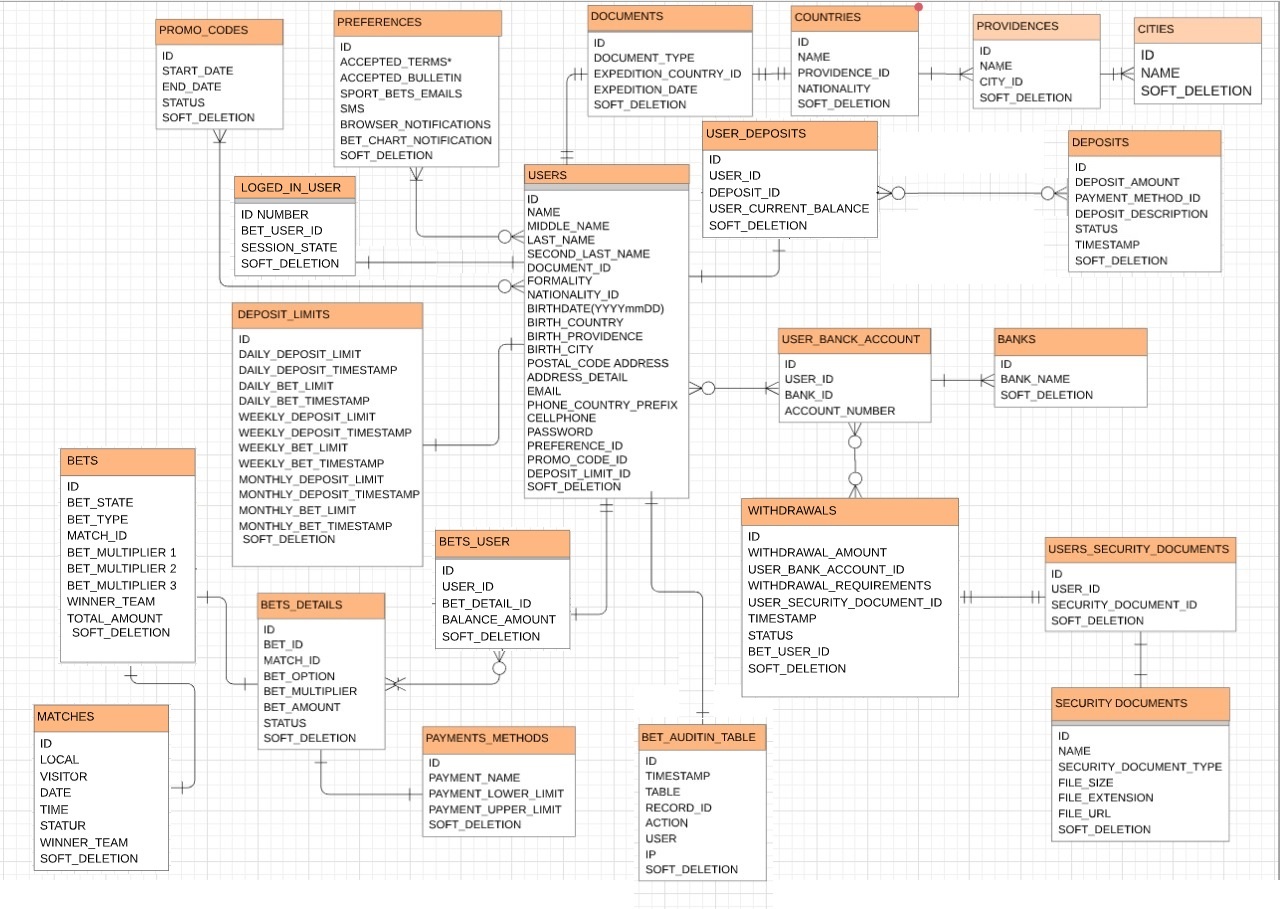 PROMO_CODES
ID
START_DATE
END_DATE
STATUS
SOFT_DELETION
PREFERENCES
ID
ACCEPTED_TERMS*
ACCEPTED_BULLETIN
SPORT_BETS_EMAILS
SMS
BROWSER_NOTIFICATIONS
BET_CHART_NOTIFICATION
SOFT_DELETION
DOCUMENTS
ID
DOCUMENT_TYPE
EXPEDITION_COUNTRY_ID
EXPEDITION_DATE
SOFT_DELETION
COUNTRIES
ID
NAME
PROVIDENCE_ID
NATIONALITY
SOFT_DELETION
PROVIDENCES
ID
NAME
CITY_ID
SOFT_DELETION
CITIES
ID
NAME
SOFT_DELETION
LOGED_IN_USER
ID NUMBER
BET_USER_ID
SESSION_STATE
SOFT_DELETION
USERS
ID
NAME
MIDDLE_NAME
LAST_NAME
SECOND_LAST_NAME
DOCUMENT_ID
FORMALITY
NATIONALITY_ID
BIRTHDATE(YYYYmmDD)
BIRTH_COUNTRY
BIRTH_PROVIDENCE
BIRTH_CITY
POSTAL_CODE ADDRESS
ADDRESS_DETAIL
EMAIL
PHONE_COUNTRY_PREFIX
CELLPHONE
PASSWORD
PREFERENCE_ID
PROMO_CODE_ID
DEPOSIT_LIMIT_ID
SOFT_DELETION
USER_DEPOSITS
ID
USER_ID
DEPOSIT_ID
USER_CURRENT_BALANCE
SOFT_DELETION
DEPOSITS
ID
DEPOSIT_AMOUNT
PAYMENT_METHOD_ID
DEPOSIT_DESCRIPTION
STATUS
TIMESTAMP
SOFT_DELETION
DEPOSIT_LIMITS
ID
DAILY_DEPOSIT_LIMIT
DAILY_DEPOSIT_TIMESTAMP
DAILY_BET_LIMIT
DAILY_BET_TIMESTAMP
WEEKLY_DEPOSIT_LIMIT
WEEKLY_DEPOSIT_TIMESTAMP
WEEKLY_BET_LIMIT
WEEKLY_BET_TIMESTAMP
MONTHLY_DEPOSIT_LIMIT
MONTHLY_DEPOSIT_TIMESTAMP
MONTHLY_BET_LIMIT
MONTHLY_BET_TIMESTAMP
SOFT_DELETION
USER_BANCK_ACCOUNT
ID
USER_ID
BANK_ID
ACCOUNT_NUMBER
BANKS
ID
BANK_NAME
SOFT_DELETION
BETS
ID
BET_STATE
BET_TYPE
MATCH_ID
BET_MULTIPLIER 1
BET_MULTIPLIER 2
BET_MULTIPLIER 3
WINNER_TEAM
TOTAL_AMOUNT
SOFT_DELETION
BETS_USER
ID
USER_ID
BET_DETAIL_ID
BALANCE_AMOUNT
SOFT_DELETION
WITHDRAWALS
ID
WITHDRAWAL_AMOUNT
USER_BANK_ACCOUNT_ID
WITHDRAWAL_REQUIREMENTS
USER_SECURITY_DOCUMENT_ID
TIMESTAMP
STATUS
BET_USER_ID
SOFT_DELETION
USERS_SECURITY_DOCUMENTS
ID
USER_ID
SECURITY_DOCUMENT_ID
SOFT_DELETION
BETS_DETAILS
ID
BET_ID
MATCH_ID
BET_OPTION
BET_MULTIPLIER
BET_AMOUNT
STATUS
SOFT_DELETION
MATCHES
ID
LOCAL
VISITOR
DATE
TIME
STATUR
WINNER_TEAM
SOFT_DELETION
PAYMENTS_METHODS
ID
PAYMENT_NAME
PAYMENT_LOWER_LIMIT
PAYMENT_UPPER_LIMIT
SOFT_DELETION
BET_AUDITIN_TABLE
ID
TIMESTAMP
TABLE
RECORD_ID
ACTION
USER
IP
SOFT_DELETION
SECURITY DOCUMENTS
ID
NAME
SECURITY_DOCUMENT_TYPE
FILE_SIZE
FILE_EXTENSION
FILE_URL
SOFT_DELETION